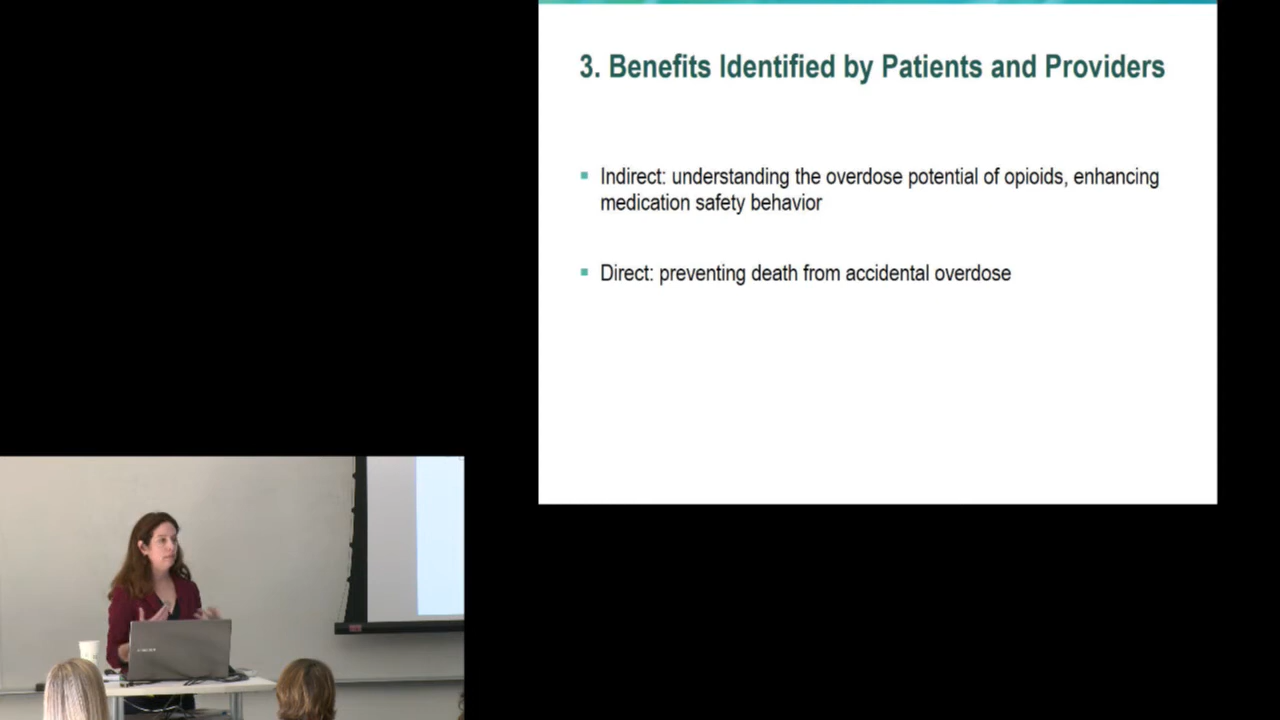 3. Benefits Identified by Patients and Providers
Indirect: understanding the overdose potential of opioids, enhancing
medication safety behavior
Direct: preventing death from accidental overdose